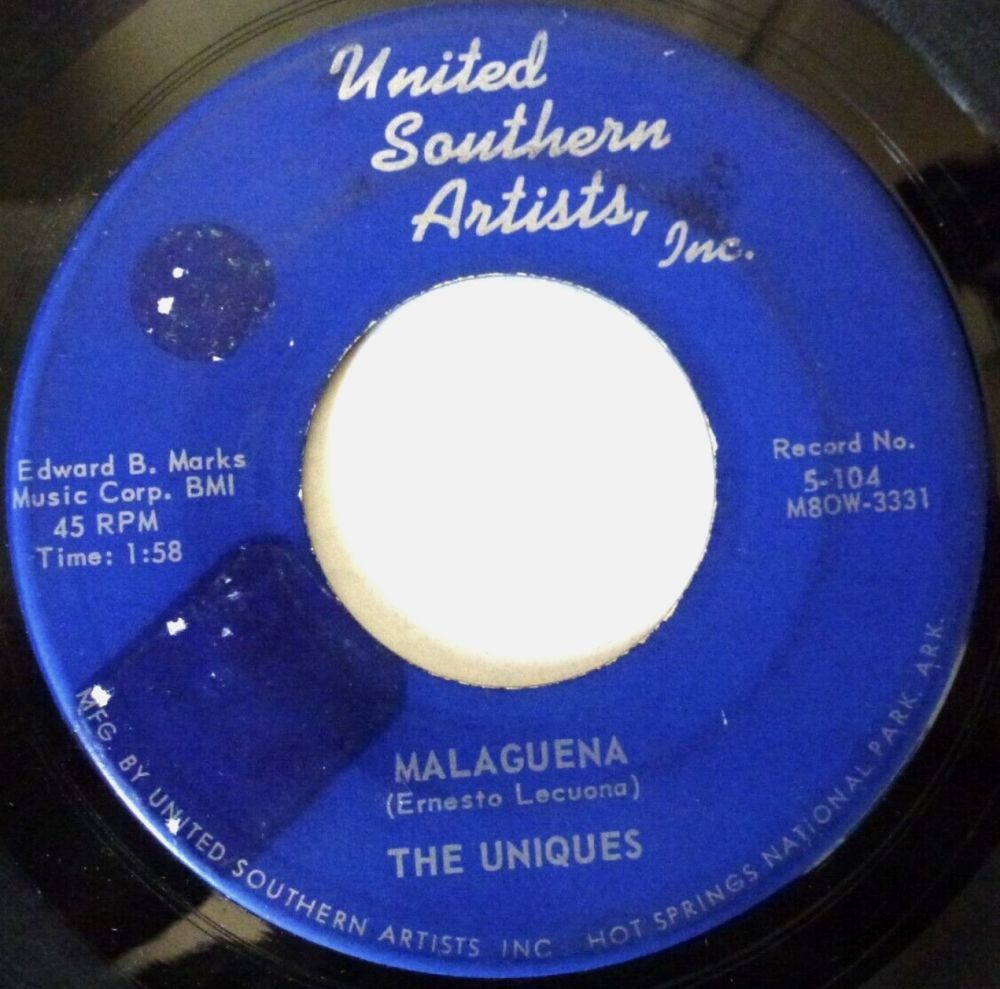 United
Southern
Artists,
Inc.
Edward B. Marks
Music Corp. BMI
45 RPM
Time: 1:58
Record No.
5-104
M8OW-3331
MALAGUENA
(Ernesto Lecuona)
THE UNIQUES
MFG. BY UNITED SOUTHERN ARTISTS INC HOT SPRINGS NATIONAL PARK, ARK.